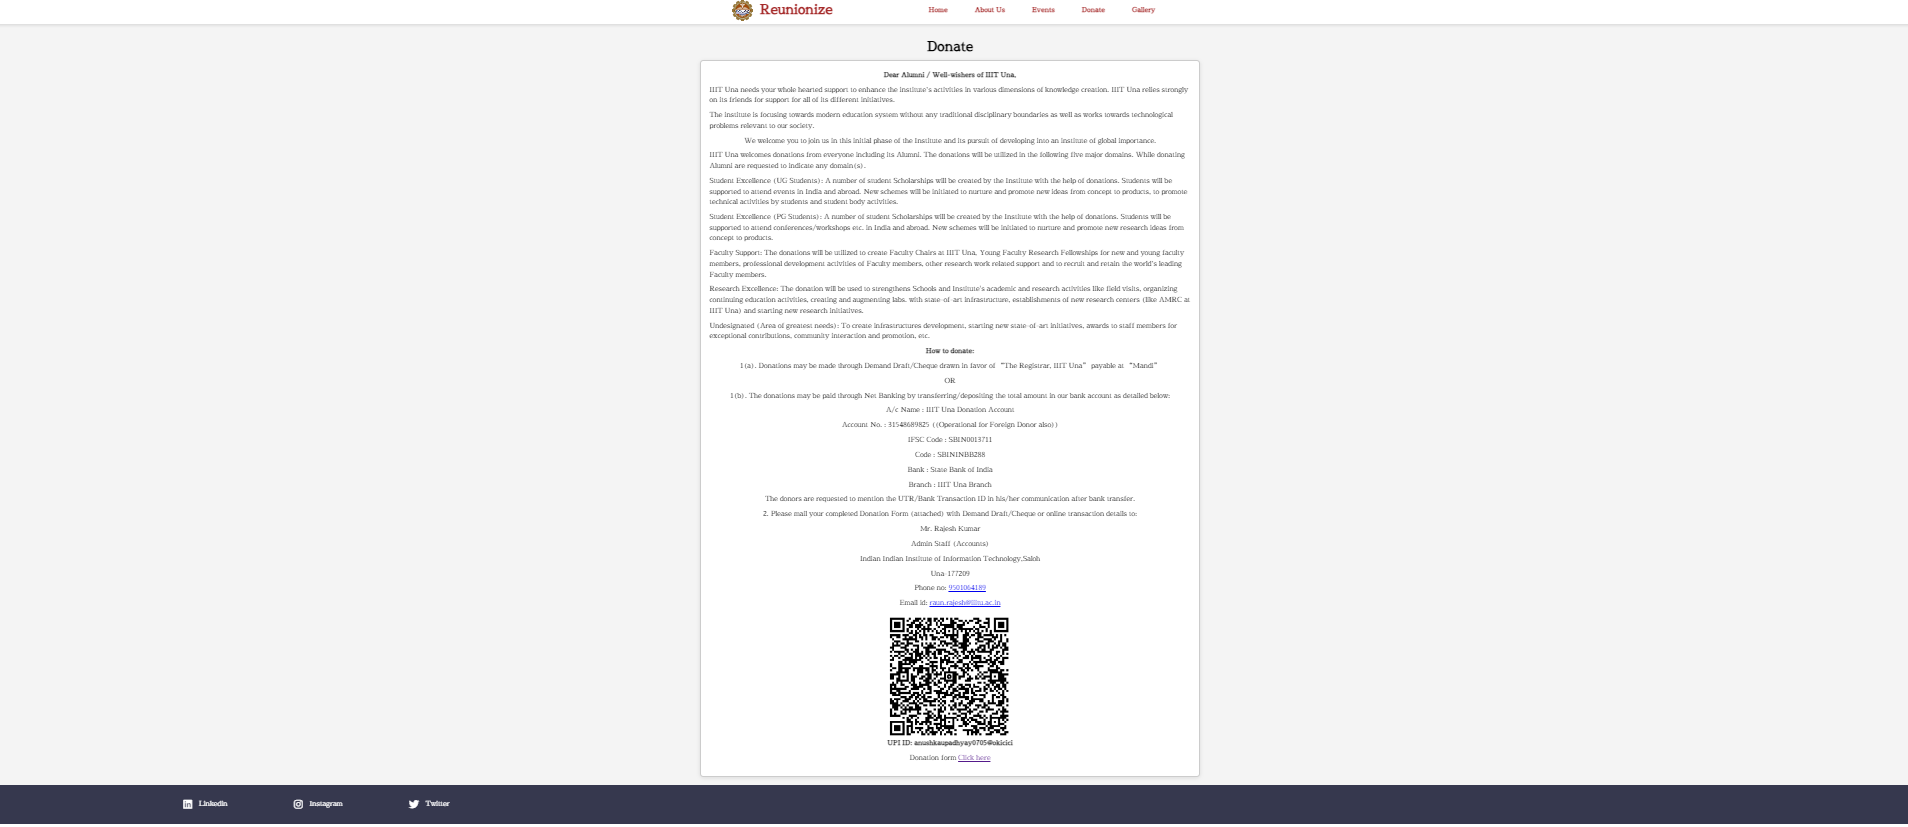 Reunionize
Home
About Us
Events
Donate
Gallery
Donate
Dear Alumni / Well-wishers of IIIT Una,
IIIT Una needs your whole hearted support to enhance the institute's activities in various dimensions of knowledge creation. IIIT Una relies strongly
on its friends for support for all of its different initiatives.
The institute is focusing towards modern education system without any traditional disciplinary boundaries as well as works towards technological
problems relevant to our society.
We welcome you to join us in this initial phase of the Institute and its pursuit of developing into an institute of global importance.
IIIT Una welcomes donations from everyone including its Alumni. The donations will be utilized in the following five major domains. While donating
Alumni are requested to indicate any domain(s).
Student Excellence (UG Students): A number of student Scholarships will be created by the Institute with the help of donations. Students will be
supported to attend events in India and abroad. New schemes will be initiated to nurture and promote new ideas from concept to products, to promote
technical activities by students and student body activities.
Student Excellence (PG Students): A number of student Scholarships will be created by the Institute with the help of donations. Students will be
supported to attend conferences/workshops etc. in India and abroad. New schemes will be initiated to nurture and promote new research ideas from
concept to products.
Faculty Support: The donations will be utilized to create Faculty Chairs at IIIT Una, Young Faculty Research Fellowships for new and young faculty
members, professional development activities of Faculty members, other research work related support and to recruit and retain the world's leading
Faculty members.
Research Excellence: The donation will be used to strengthens Schools and Institute's academic and research activities like field visits, organizing
continuing education activities, creating and augmenting labs. with state-of-art infrastructure, establishments of new research centers (like AMRC at
IIIT Una) and starting new research initiatives.
Undesignated (Area of greatest needs): To create infrastructures development, starting new state-of-art initiatives, awards to staff members for
exceptional contributions, community interaction and promotion, etc.
How to donate:
1(a). Donations may be made through Demand Draft/Cheque drawn in favor of “The Registrar, IIIT Una” payable at “Mandi”
OR
1(b). The donations may be paid through Net Banking by transferring/depositing the total amount in our bank account as detailed below:
A/c Name : IIIT Una Donation Account
Account No. : 31548689825 ((Operational for Foreign Donor also))
IFSC Code : SBIN0013711
Code : SBININBB288
Bank : State Bank of India
Branch : IIIT Una Branch
The donors are requested to mention the UTR/Bank Transaction ID in his/her communication after bank transfer.
2. Please mail your completed Donation Form (attached) with Demand Draft/Cheque or online transaction details to:
Mr. Rajesh Kumar
Admin Staff (Accounts)
Indian Indian Institute of Information Technology,Saloh
Una-177209
Phone no: 9501064189
Email id:
UPI ID: anushkaupadhyay0705@okicici
Donation form Click here
LinkedIn
Instagram
Twitter